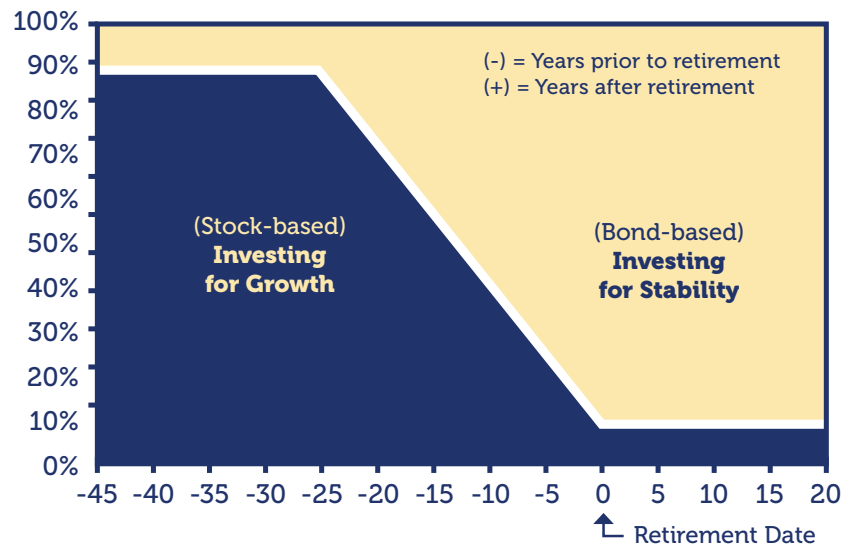 100%
90%
80%
70%
60%
50%
40%
30%
20%
10%
0%
(-) = Years prior to retirement
(+) = Years after retirement
(Stock-based)
Investing
for Growth
(Bond-based)
Investing
for Stability
-45 -40 -35 -30 -25 -20 -15 -10 -5 0 5 10 15 20
Retirement Date